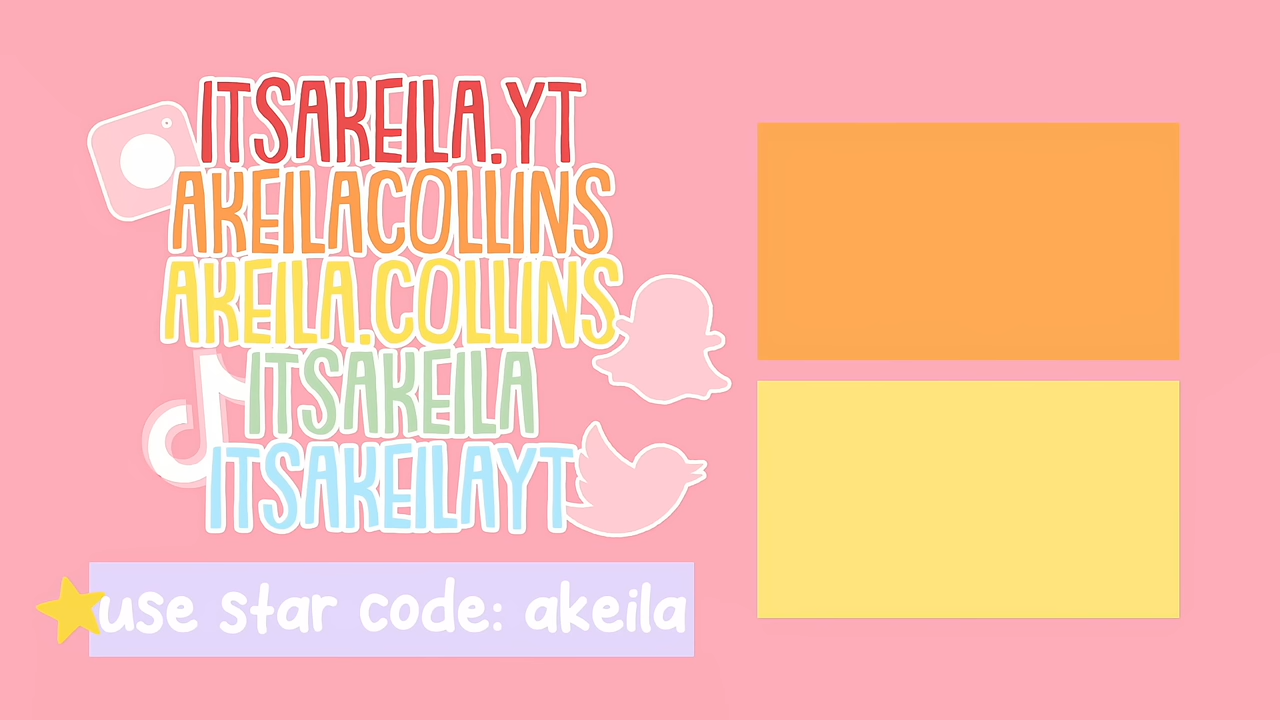 ITSAKEILA.YT
AKEILACOLLINS
AKEILA.COLLINS
ITSAKEILA
ITSAKEILAYT
use star code: akeila